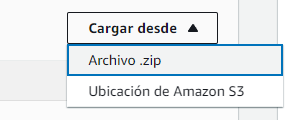 Cargar desde
Archivo .zip
Ubicación de Amazon S3